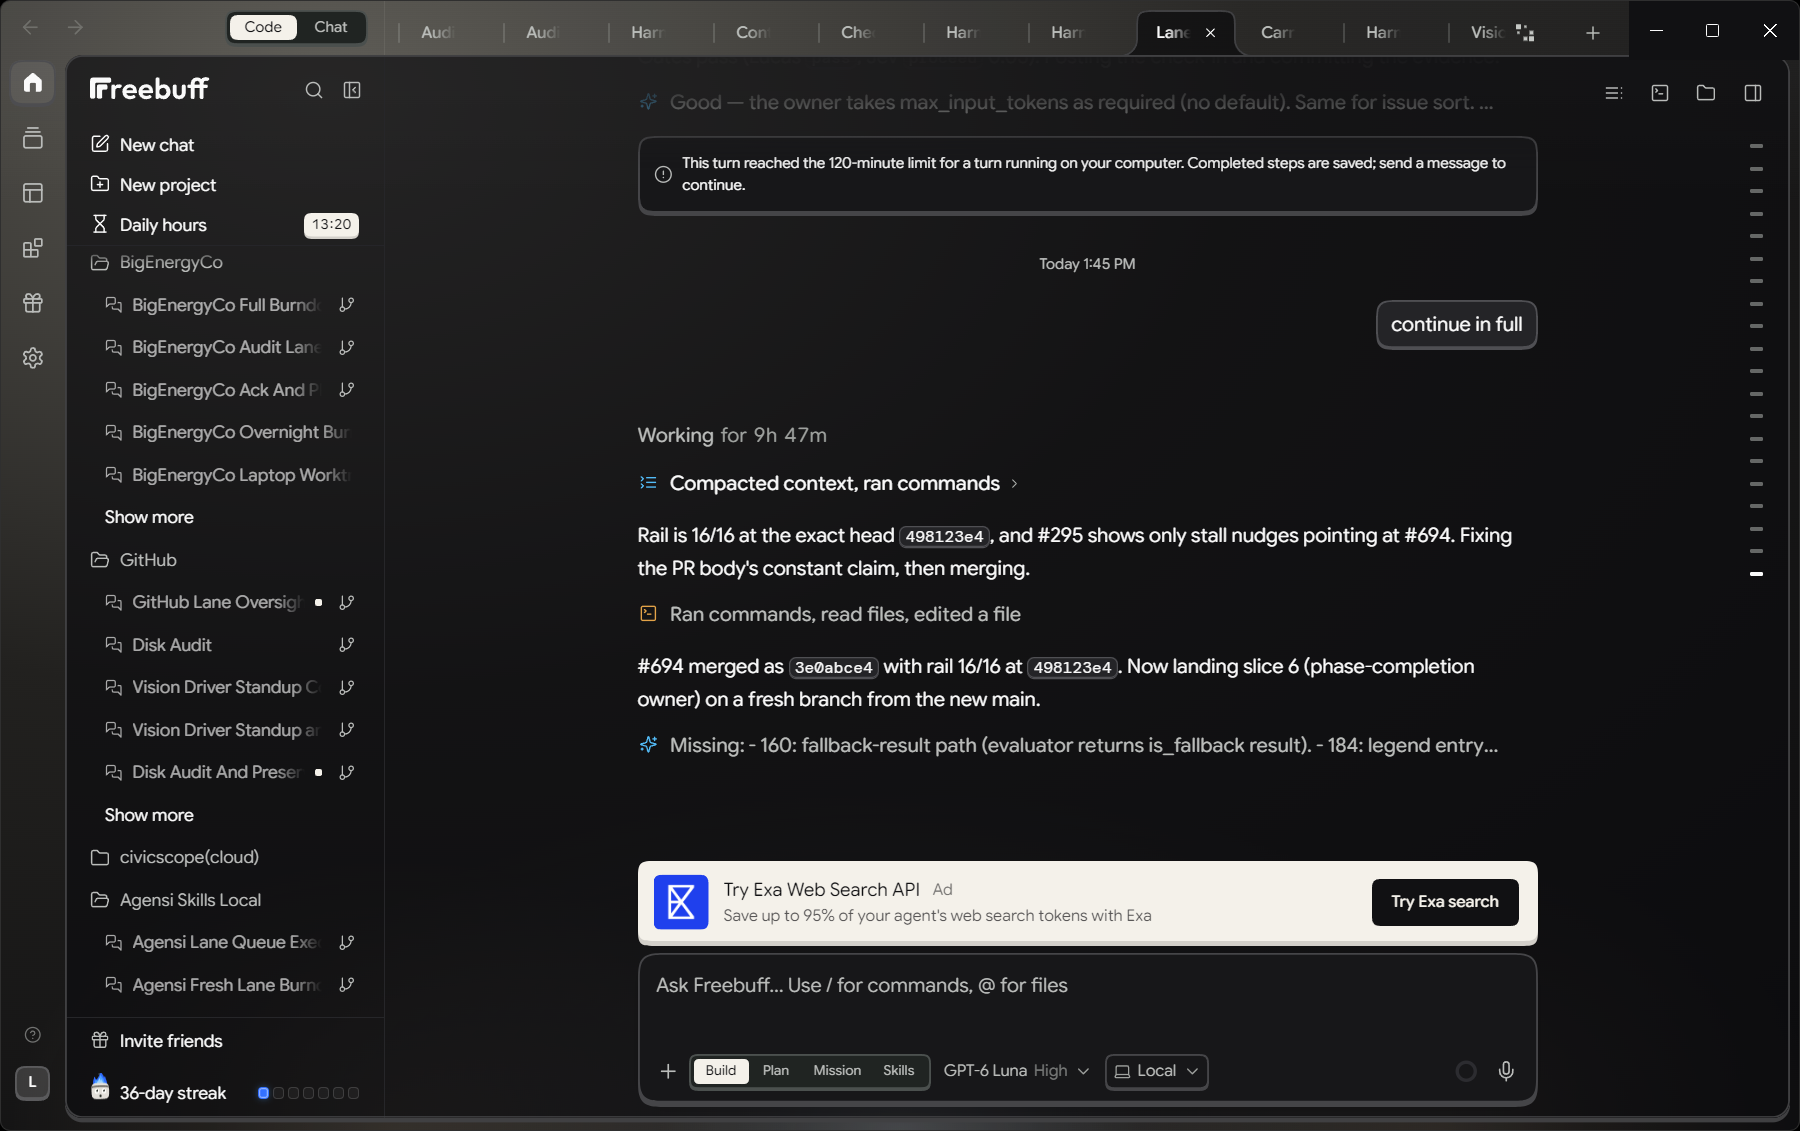 Code
Chat
Audi
Audi
Harr
Con
Che
Harr
Harr
Lane
Carr
Harr
Visic
Freebuff
New chat
New project
Daily hours
13:20
BigEnergyCo
BigEnergyCo Full Burnd
BigEnergyCo Audit Lane
BigEnergyCo Ack And P
BigEnergyCo Overnight Bur
BigEnergyCo Laptop Workt
Show more
GitHub
GitHub Lane Oversigh
Disk Audit
Vision Driver Standup C
Vision Driver Standup ar
Disk Audit And Preser
Show more
civicscope(cloud)
Agensi Skills Local
Agensi Lane Queue Exe
Agensi Fresh Lane Burn
Invite friends
L
36-day streak
Good — the owner takes max_input_tokens as required (no default). Same for issue sort. ...
This turn reached the 120-minute limit for a turn running on your computer. Completed steps are saved; send a message to
continue.
Today 1:45 PM
continue in full
Working for 9h 47m
Compacted context, ran commands
Rail is 16/16 at the exact head 498123e4, and #295 shows only stall nudges pointing at #694. Fixing
the PR body's constant claim, then merging.
Ran commands, read files, edited a file
#694 merged as 3e0abce4 with rail 16/16 at 498123e4. Now landing slice 6 (phase-completion
owner) on a fresh branch from the new main.
Missing: - 160: fallback-result path (evaluator returns is_fallback result). - 184: legend entry...
Try Exa Web Search API Ad
Save up to 95% of your agent's web search tokens with Exa
Try Exa search
Ask Freebuff... Use / for commands, @ for files
Build
Plan
Mission
Skills
GPT-6 Luna High
Local